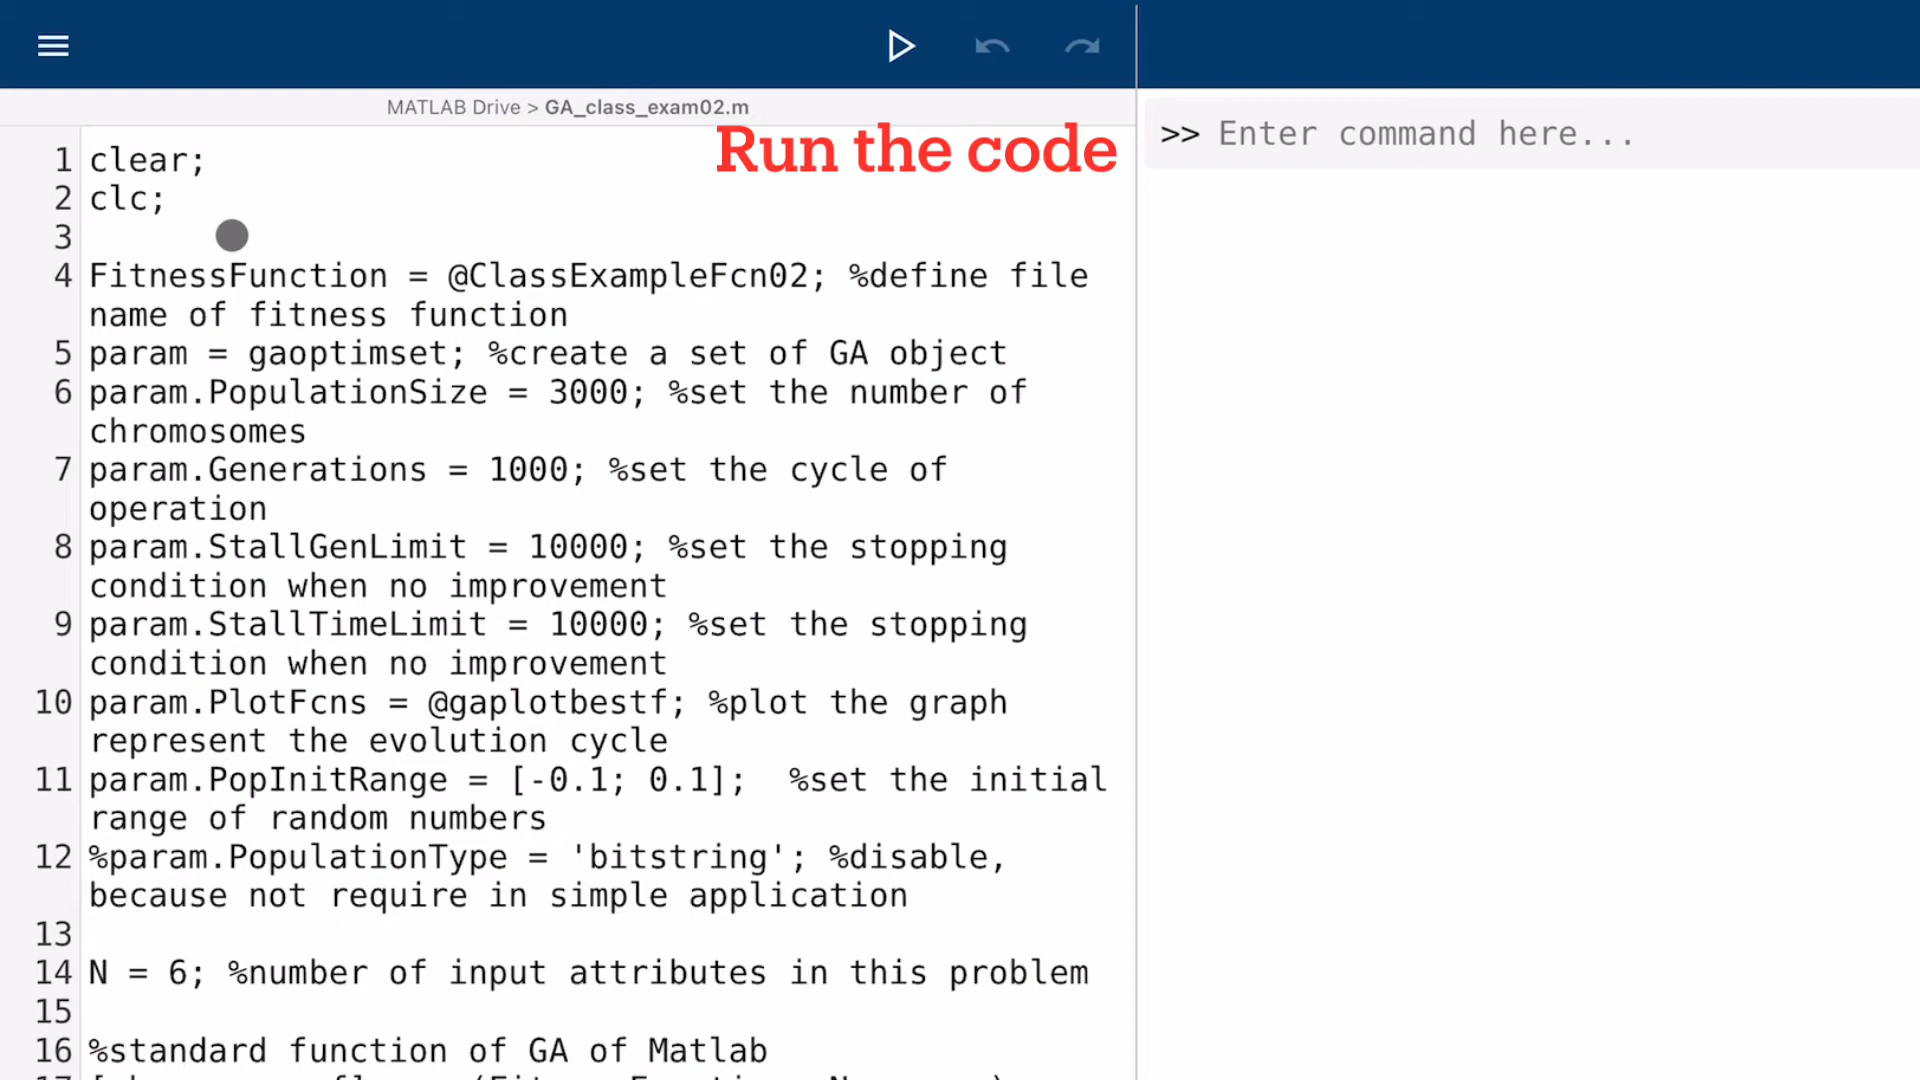 MATLAB Drive > GA_class_exam02.m
Run the code
>> Enter command here...
1 clear;
2 clc;
3
4 FitnessFunction = @ClassExampleFcn02; %define file
name of fitness function
5 param = gaoptimset; %create a set of GA object
6 param.PopulationSize = 3000; %set the number of
chromosomes
7 param.Generations = 1000; %set the cycle of
operation
8 param.StallGenLimit = 10000; %set the stopping
condition when no improvement
9 param.StallTimeLimit = 10000; %set the stopping
condition when no improvement
10 param.PlotFcns = @gaplotbestf; %plot the graph
represent the evolution cycle
11 param.PopInitRange = [-0.1; 0.1];  %set the initial
range of random numbers
12 %param.PopulationType = 'bitstring'; %disable,
because not require in simple application
13
14 N = 6; %number of input attributes in this problem
15
16 %standard function of GA of Matlab